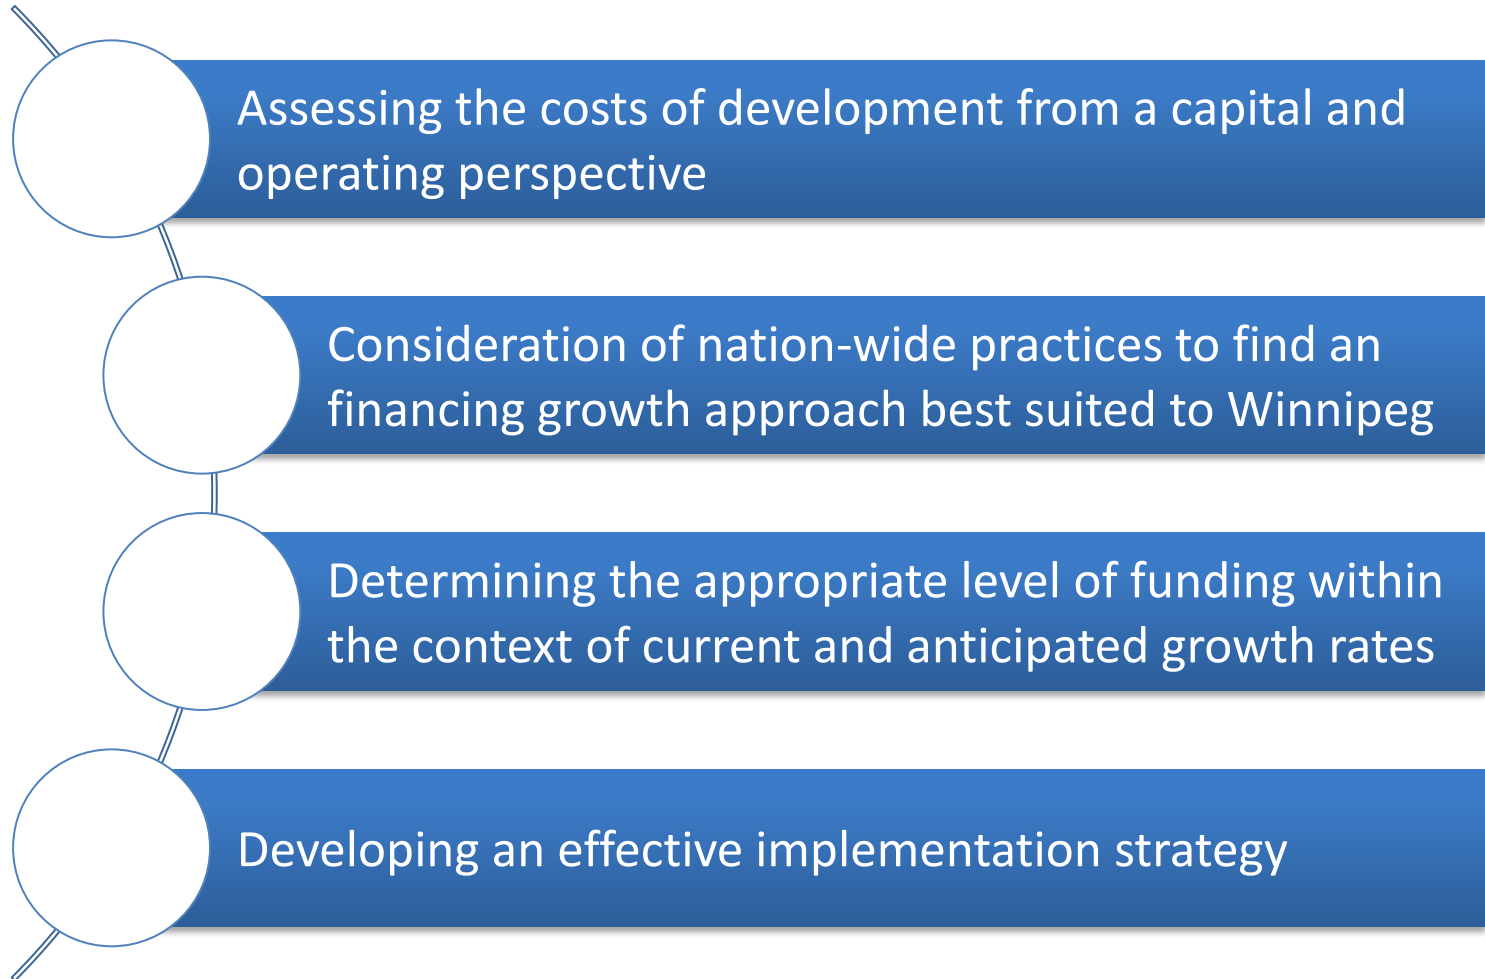 Assessing the costs of development from a capital and
operating perspective
Consideration of nation-wide practices to find an
financing growth approach best suited to Winnipeg
Determining the appropriate level of funding within
the context of current and anticipated growth rates
Developing an effective implementation strategy